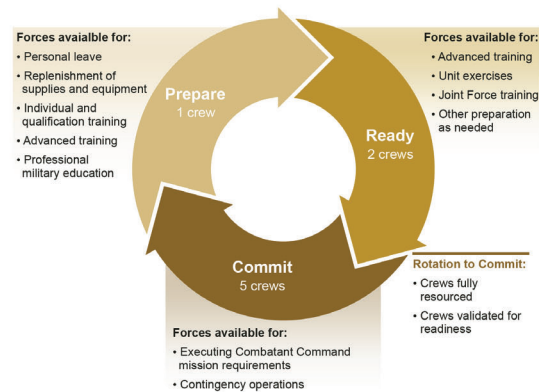 Forces avaialble for:
• Personal leave
• Replenishment of
supplies and equipment
• Individual and
qualification training
• Advanced training
• Professional
military education
Prepare
1 crew
Forces available for:
• Advanced training
• Unit exercises
• Joint Force training
• Other preparation
as needed
Ready
2 crews
Rotation to Commit:
• Crews fully
resourced
• Crews validated for
readiness
Commit
5 crews
Forces available for:
• Executing Combatant Command
mission requirements
• Contingency operations